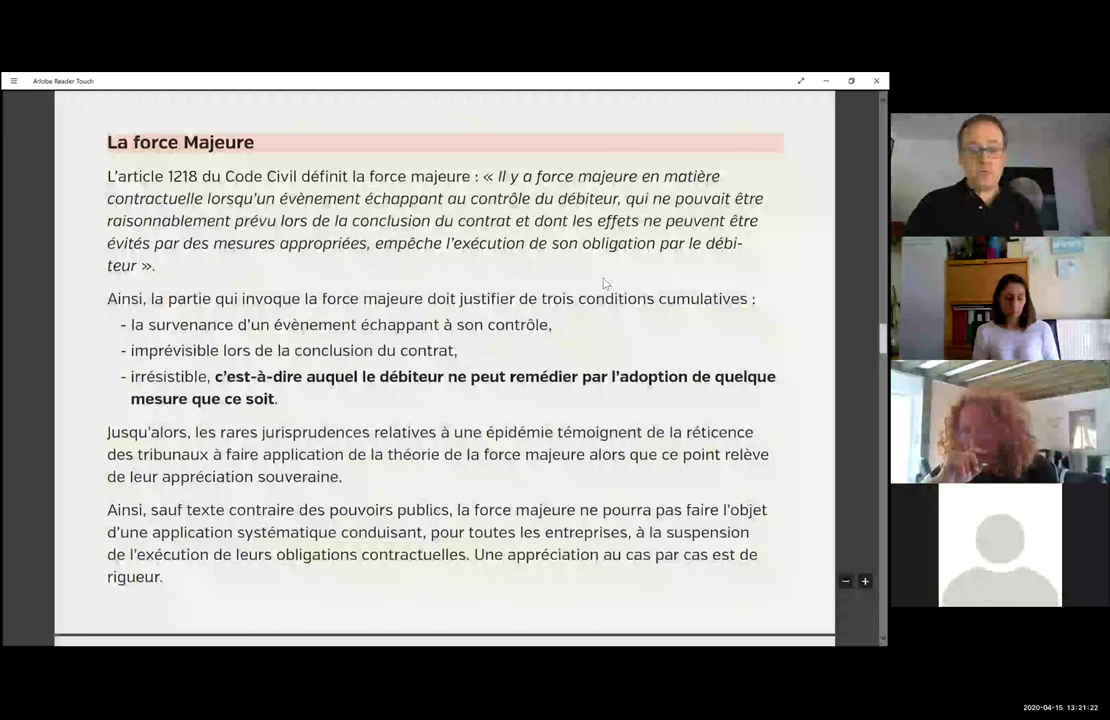 Adobe Reader Touch
La force Majeure
L'article 1218 du Code Civil définit la force majeure : « Il y a force majeure en matière
contractuelle lorsqu'un évènement échappant au contrôle du débiteur, qui ne pouvait être
raisonnablement prévu lors de la conclusion du contrat et dont les effets ne peuvent être
évités par des mesures appropriées, empêche l'exécution de son obligation par le débi-
teur ».
Ainsi, la partie qui invoque la force majeure doit justifier de trois conditions cumulatives :
- la survenance d'un évènement échappant à son contrôle,
- imprévisible lors de la conclusion du contrat,
- irrésistible, c'est-à-dire auquel le débiteur ne peut remédier par l'adoption de quelque
mesure que ce soit.
Jusqu'alors, les rares jurisprudences relatives à une épidémie témoignent de la réticence
des tribunaux à faire application de la théorie de la force majeure alors que ce point relève
de leur appréciation souveraine.
Ainsi, sauf texte contraire des pouvoirs publics, la force majeure ne pourra pas faire l'objet
d'une application systématique conduisant, pour toutes les entreprises, à la suspension
de l'exécution de leurs obligations contractuelles. Une appréciation au cas par cas est de
rigueur.
2020-04-15 13:21:22